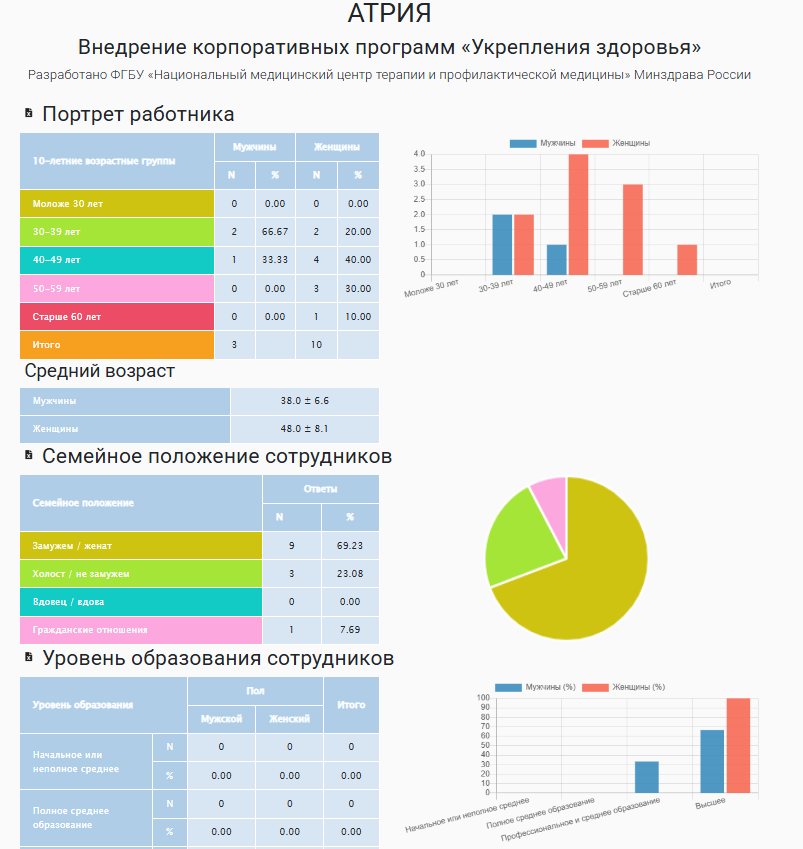 АТРИЯ
Внедрение корпоративных программ «Укрепления здоровья»
Разработано ФГБУ «Национальный медицинский центр терапии и профилактической медицины» Минздрава России
Портрет работника
10-летние возрастные группы Мужчины Женщины
N % N %
Моложе 30 лет 0 0.00 0 0.00
30–39 лет 2 66.67 2 20.00
40–49 лет 1 33.33 4 40.00
50–59 лет 0 0.00 3 30.00
Старше 60 лет 0 0.00 1 10.00
Итого 3 10
Мужчины Женщины
4.0
3.5
3.0
2.5
2.0
1.5
1.0
0.5
0
Моложе 30 лет 30-39 лет 40-49 лет 50-59 лет Старше 60 лет Итого
Средний возраст
Мужчины 38.0 ± 6.6
Женщины 48.0 ± 8.1
Семейное положение сотрудников
Семейное положение Ответы
N %
Замужем / женат 9 69.23
Холост / не замужем 3 23.08
Вдовец / вдова 0 0.00
Гражданские отношения 1 7.69
Уровень образования сотрудников
Уровень образования Пол Итого
Мужской Женский
Начальное или
неполное среднее
N 0 0 0
% 0.00 0.00 0.00
Полное среднее
образование
N 0 0 0
% 0.00 0.00 0.00
Мужчины (%) Женщины (%)
100
90
80
70
60
50
40
30
20
10
0
Начальное или неполное среднее Полное среднее образование Профессиональное и среднее образование Высшее